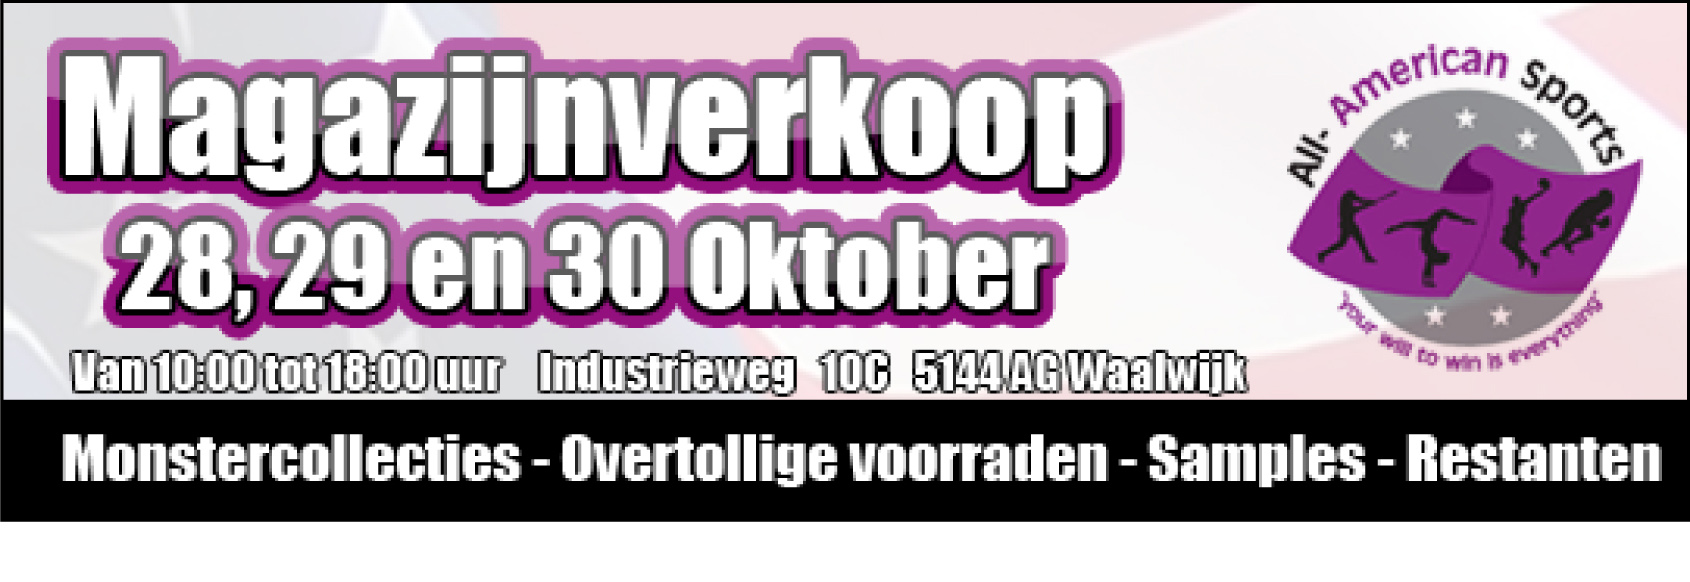 Magazijnverkoop
28, 29 en 30 Oktober
Van 10:00 tot 18:00 uur Industrieweg 10C 5144 AG Waalwijk
All- American Sports
"your will to win is everything"
Monstercollecties - Overtollige voorraden - Samples - Restanten